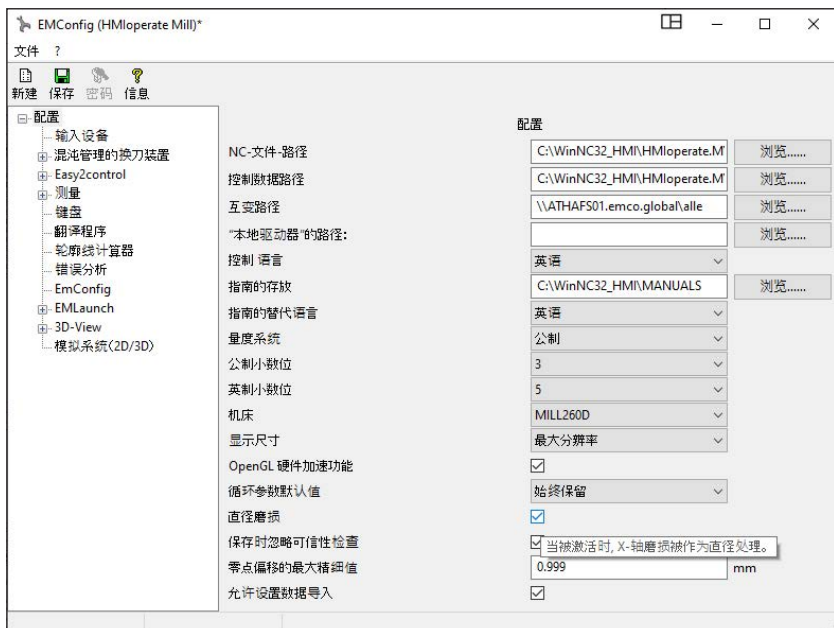 EMConfig (HMIoperate Mill)*
文件 ?
新建 保存 密码 信息
配置
输入设备
混沌管理的换刀装置
Easy2control
测量
键盘
翻译程序
轮廓线计算器
错误分析
EmConfig
EMLaunch
3D-View
模拟系统(2D/3D)
配置
NC-文件-路径 C:\WinNC32_HMI\HMIoperate.M 浏览......
控制数据路径 C:\WinNC32_HMI\HMIoperate.M 浏览......
互变路径 \\ATHAFS01.emco.global\alle 浏览......
“本地驱动器”的路径: 浏览......
控制 语言 英语
指南的存放 C:\WinNC32_HMI\MANUALS 浏览......
指南的替代语言 英语
量度系统 公制
公制小数位 3
英制小数位 5
机床 MILL260D
显示尺寸 最大分辨率
OpenGL 硬件加速功能
循环参数默认值 始终保留
直径磨损
保存时忽略可信性检查 当被激活时, X-轴磨损被作为直径处理。
零点偏移的最大精细值 0.999 mm
允许设置数据导入